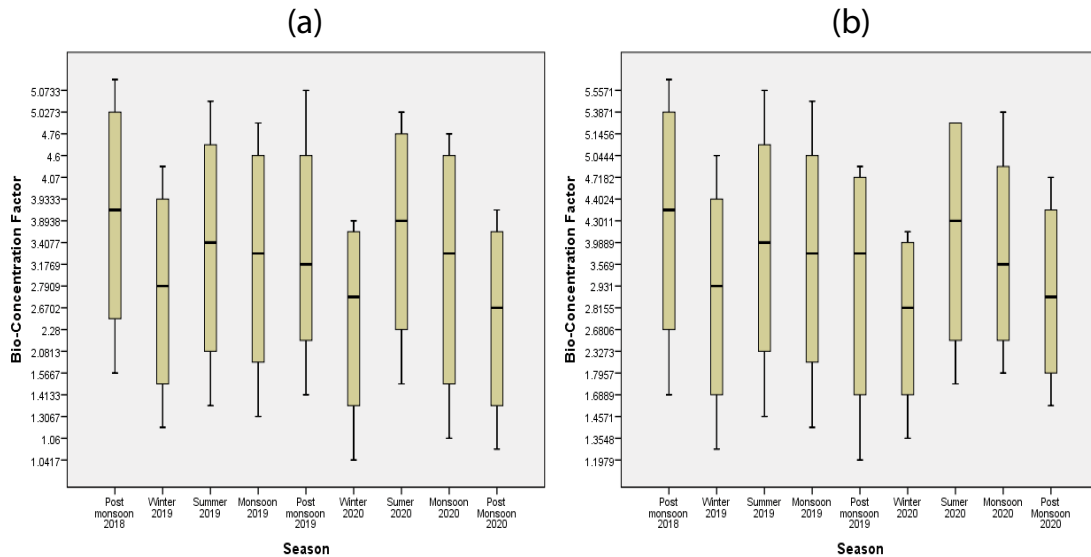 (a)
Bio-Concentration Factor
5.0733
5.0273
4.76
4.6
4.07
3.9333
3.8938
3.4077
3.1769
2.7909
2.6702
2.28
2.0813
1.5667
1.4133
1.3067
1.06
1.0417
Post
monsoon
2018
Winter
2019
Summer
2019
Monsoon
2019
Post
monsoon
2019
Winter
2020
Sumer
2020
Monsoon
2020
Post
Monsoon
2020
Season
(b)
Bio-Concentration Factor
5.5571
5.3871
5.1456
5.0444
4.7182
4.4024
4.3011
3.9889
3.569
2.931
2.8155
2.6806
2.3273
1.7957
1.6889
1.4571
1.3548
1.1979
Post
monsoon
2018
Winter
2019
Summer
2019
Monsoon
2019
Post
monsoon
2019
Winter
2020
Sumer
2020
Monsoon
2020
Post
Monsoon
2020
Season